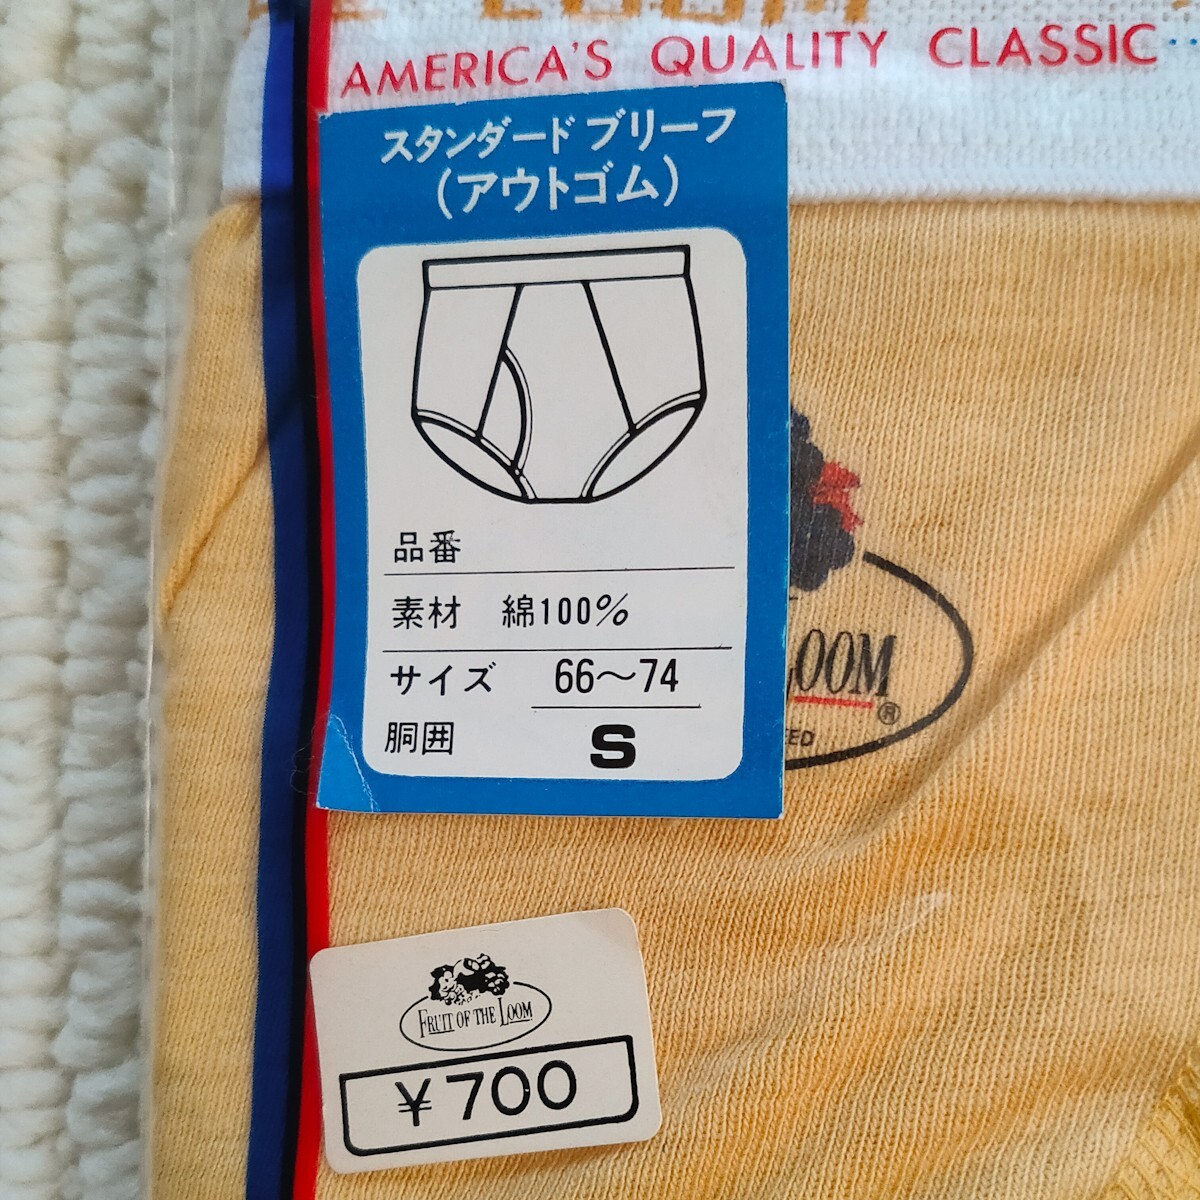 LOOM
AMERICA'S QUALITY CLASSIC
スタンダード ブリーフ
(アウトゴム)
品番
素材 綿100%
サイズ 66〜74
胴囲 S
LOOM®
FRUIT OF THE LOOM
¥700